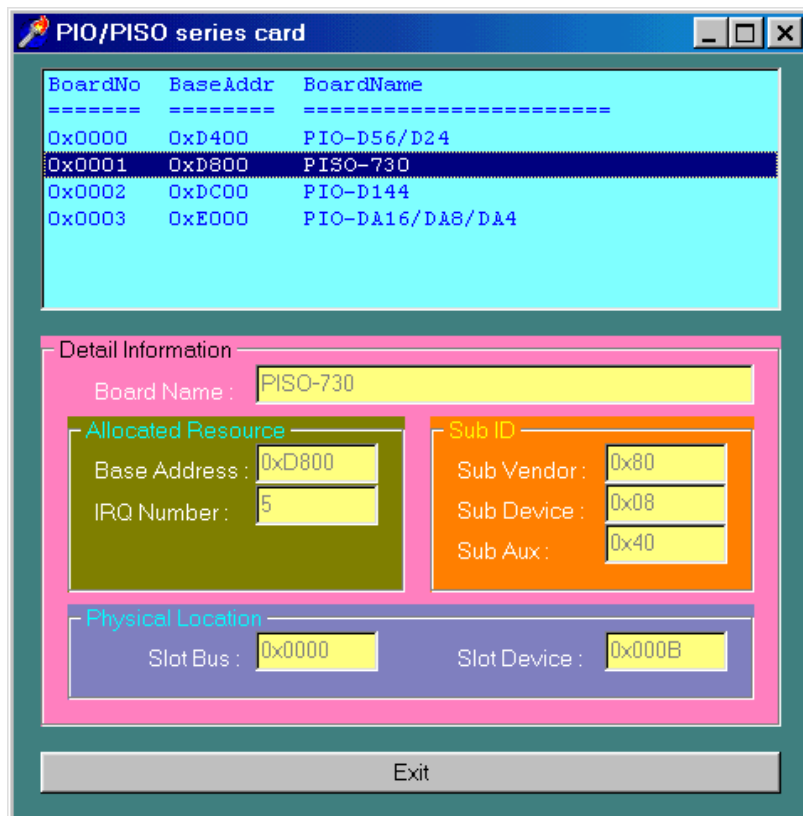 PIO/PISO series card
BoardNo BaseAddr BoardName
======= ======== =======================
0x0000 0xD400 PIO-D56/D24
0x0001 0xD800 PISO-730
0x0002 0xDC00 PIO-D144
0x0003 0xE000 PIO-DA16/DA8/DA4
Detail Information
Board Name : PISO-730
Allocated Resource
Base Address : 0xD800
IRQ Number : 5
Sub ID
Sub Vendor : 0x80
Sub Device : 0x08
Sub Aux : 0x40
Physical Location
Slot Bus : 0x0000 Slot Device : 0x000B
Exit